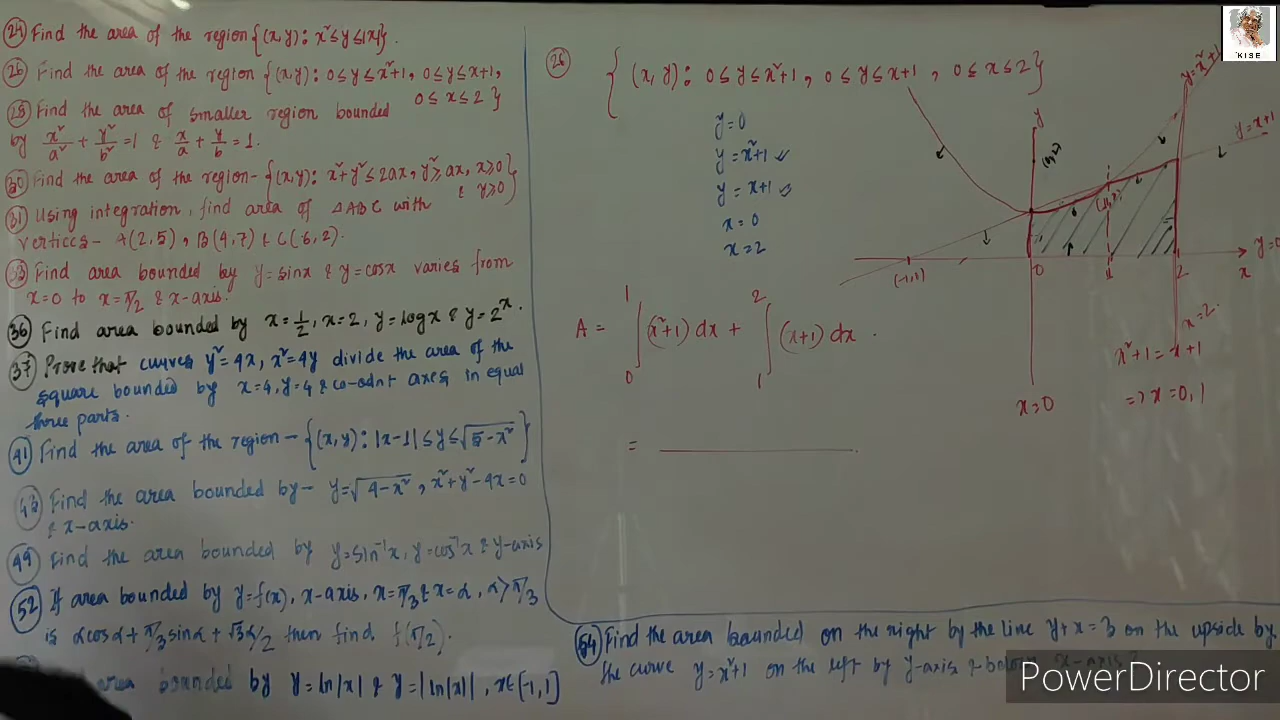 24 Find the area of the region {(x,y): x² ≤ y ≤ |x|}.
26 Find the area of the region {(x,y): 0 ≤ y ≤ x²+1, 0 ≤ y ≤ x+1,
0 ≤ x ≤ 2}
28 Find the area of smaller region bounded
by x²/a² + y²/b² = 1 & x/a + y/b = 1.
30 Find the area of the region- {(x,y): x²+y² ≤ 2ax, y² ≥ ax, x ≥ 0
& y ≥ 0}
31 Using integration, find area of △ABC with
vertices- A(2,5), B(4,7) & C(6,2).
33 Find area bounded by y=sinx & y=cosx varies from
x=0 to x=π/2 & x-axis.
36 Find area bounded by x=1/2, x=2, y=logx & y=2ˣ.
37 Prove that curves y²=4x, x²=4y divide the area of the
square bounded by x=4, y=4 & co-odnt axes in equal
three parts.
41 Find the area of the region- {(x,y): |x-1| ≤ y ≤ √5-x²}
43 Find the area bounded by- y=√4-x², x²+y²-4x=0
& x-axis.
49 Find the area bounded by y=sin⁻¹x, y=cos⁻¹x & y-axis
52 If area bounded by y=f(x), x-axis, x=π/3 & x=α, α>π/3
is αcosα + π/3 sinα + √3α/2 then find f(π/2).
area bounded by y=ln|x| & y=|ln|x||, x∈[-1,1]
26 {(x,y): 0 ≤ y ≤ x²+1, 0 ≤ y ≤ x+1, 0 ≤ x ≤ 2}
y=0
y=x²+1
y=x+1
x=0
x=2
A = ∫₀¹ (x²+1) dx + ∫₁² (x+1) dx.
=
y
y=x²+1
y=x+1
y=0
x
0
1
2
x=2
x=0
x²+1=x+1
=> x=0,1
54 Find the area bounded on the right by the line y+x=3 on the upside by
the curve y=x²+1 on the left by y-axis & below x-axis
KISE
PowerDirector